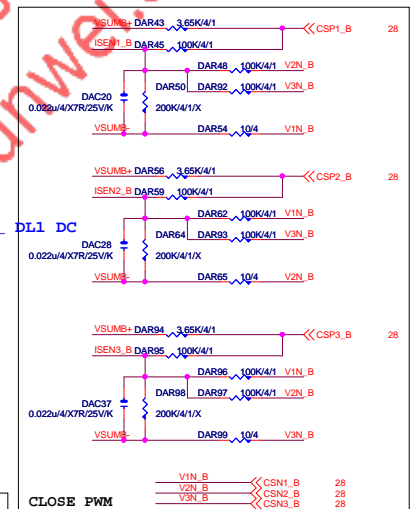 VSUMB+ DAR43 3.65K/4/1
CSP1_B 28
ISEN1_B DAR45 100K/4/1
DAR48 100K/4/1 V2N_B
DAC20 DAR50 DAR92 100K/4/1 V3N_B
0.022u/4/X7R/25V/K 200K/4/1/X
VSUMB- DAR54 10/4 V1N_B
VSUMB+ DAR56 3.65K/4/1
CSP2_B 28
ISEN2_B DAR59 100K/4/1
DAR62 100K/4/1 V1N_B
DL1 DC
DAC28 DAR64 DAR93 100K/4/1 V3N_B
0.022u/4/X7R/25V/K 200K/4/1/X
VSUMB- DAR65 10/4 V2N_B
VSUMB+ DAR94 3.65K/4/1
CSP3_B 28
ISEN3_B DAR95 100K/4/1
DAR96 100K/4/1 V1N_B
DAC37 DAR98 DAR97 100K/4/1 V2N_B
0.022u/4/X7R/25V/K 200K/4/1/X
VSUMB- DAR99 10/4 V3N_B
V1N_B CSN1_B 28
V2N_B CSN2_B 28
V3N_B CSN3_B 28
CLOSE PWM